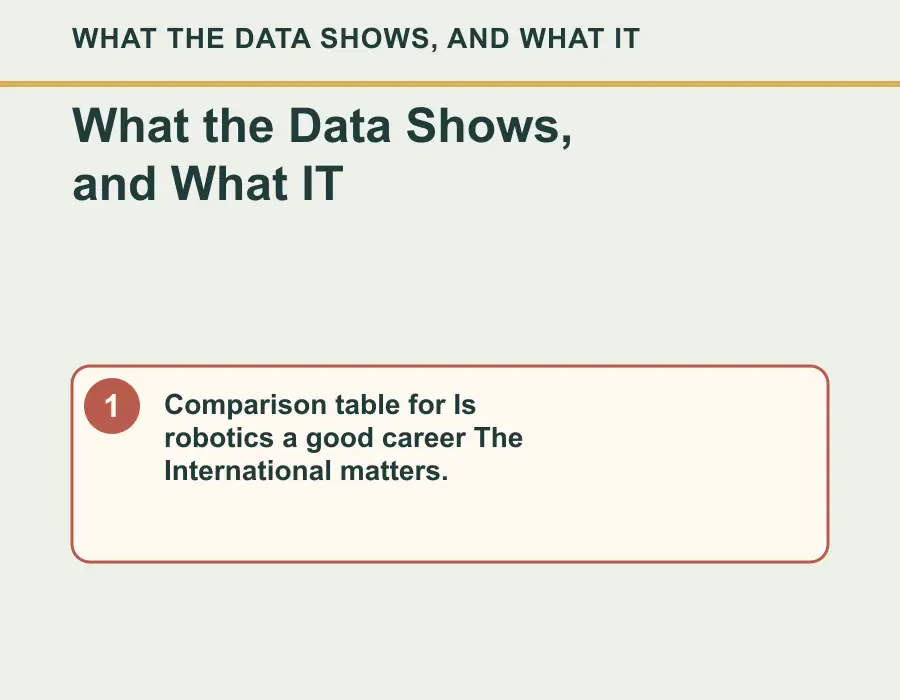 WHAT THE DATA SHOWS, AND WHAT IT
What the Data Shows,
and What IT
1
Comparison table for Is
robotics a good career The
International matters.